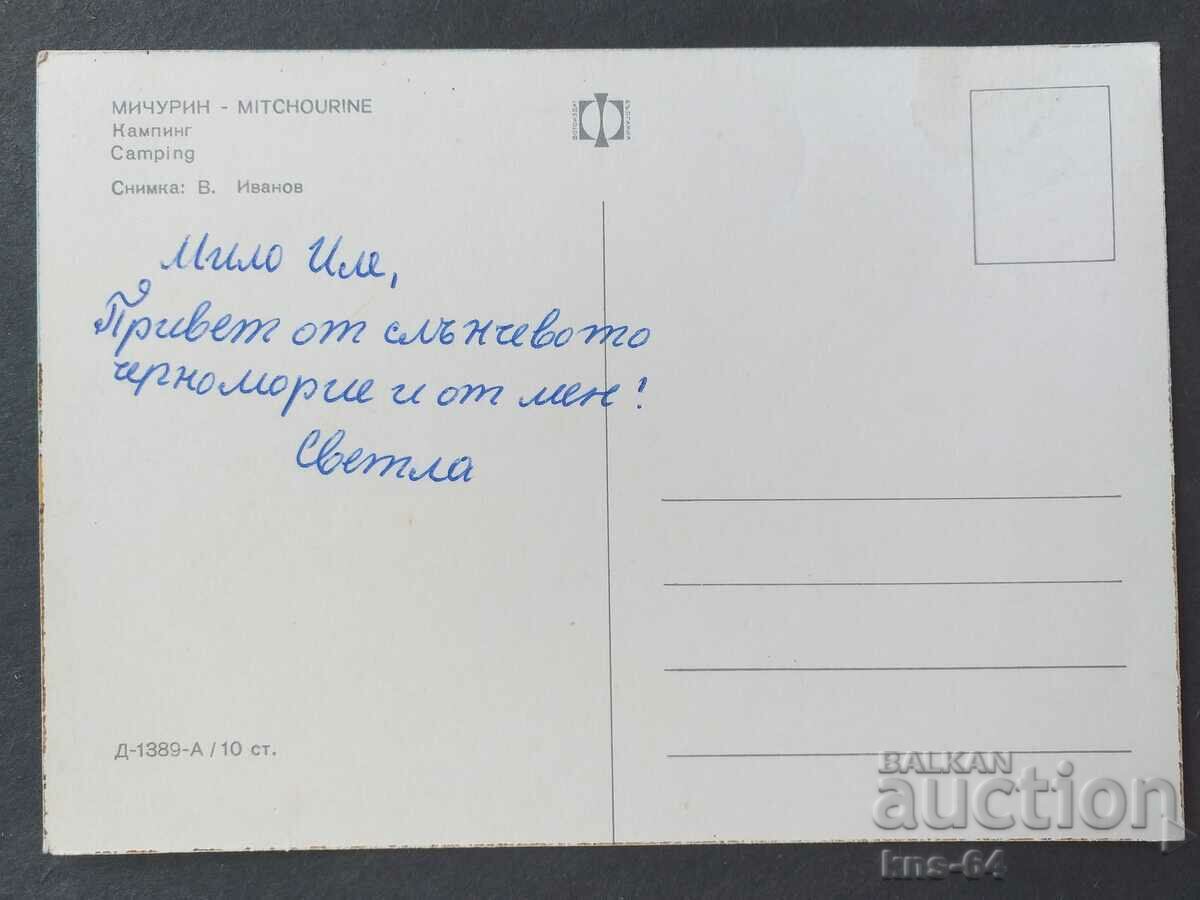 МИЧУРИН - MITCHOURINE
Кампинг
Camping
Снимка: В. Иванов
Мило Иле,
Привет от слънчевото
черноморие и от мен!
Светла
Д-1389-А / 10 ст.
BALKAN
auction
kns-64